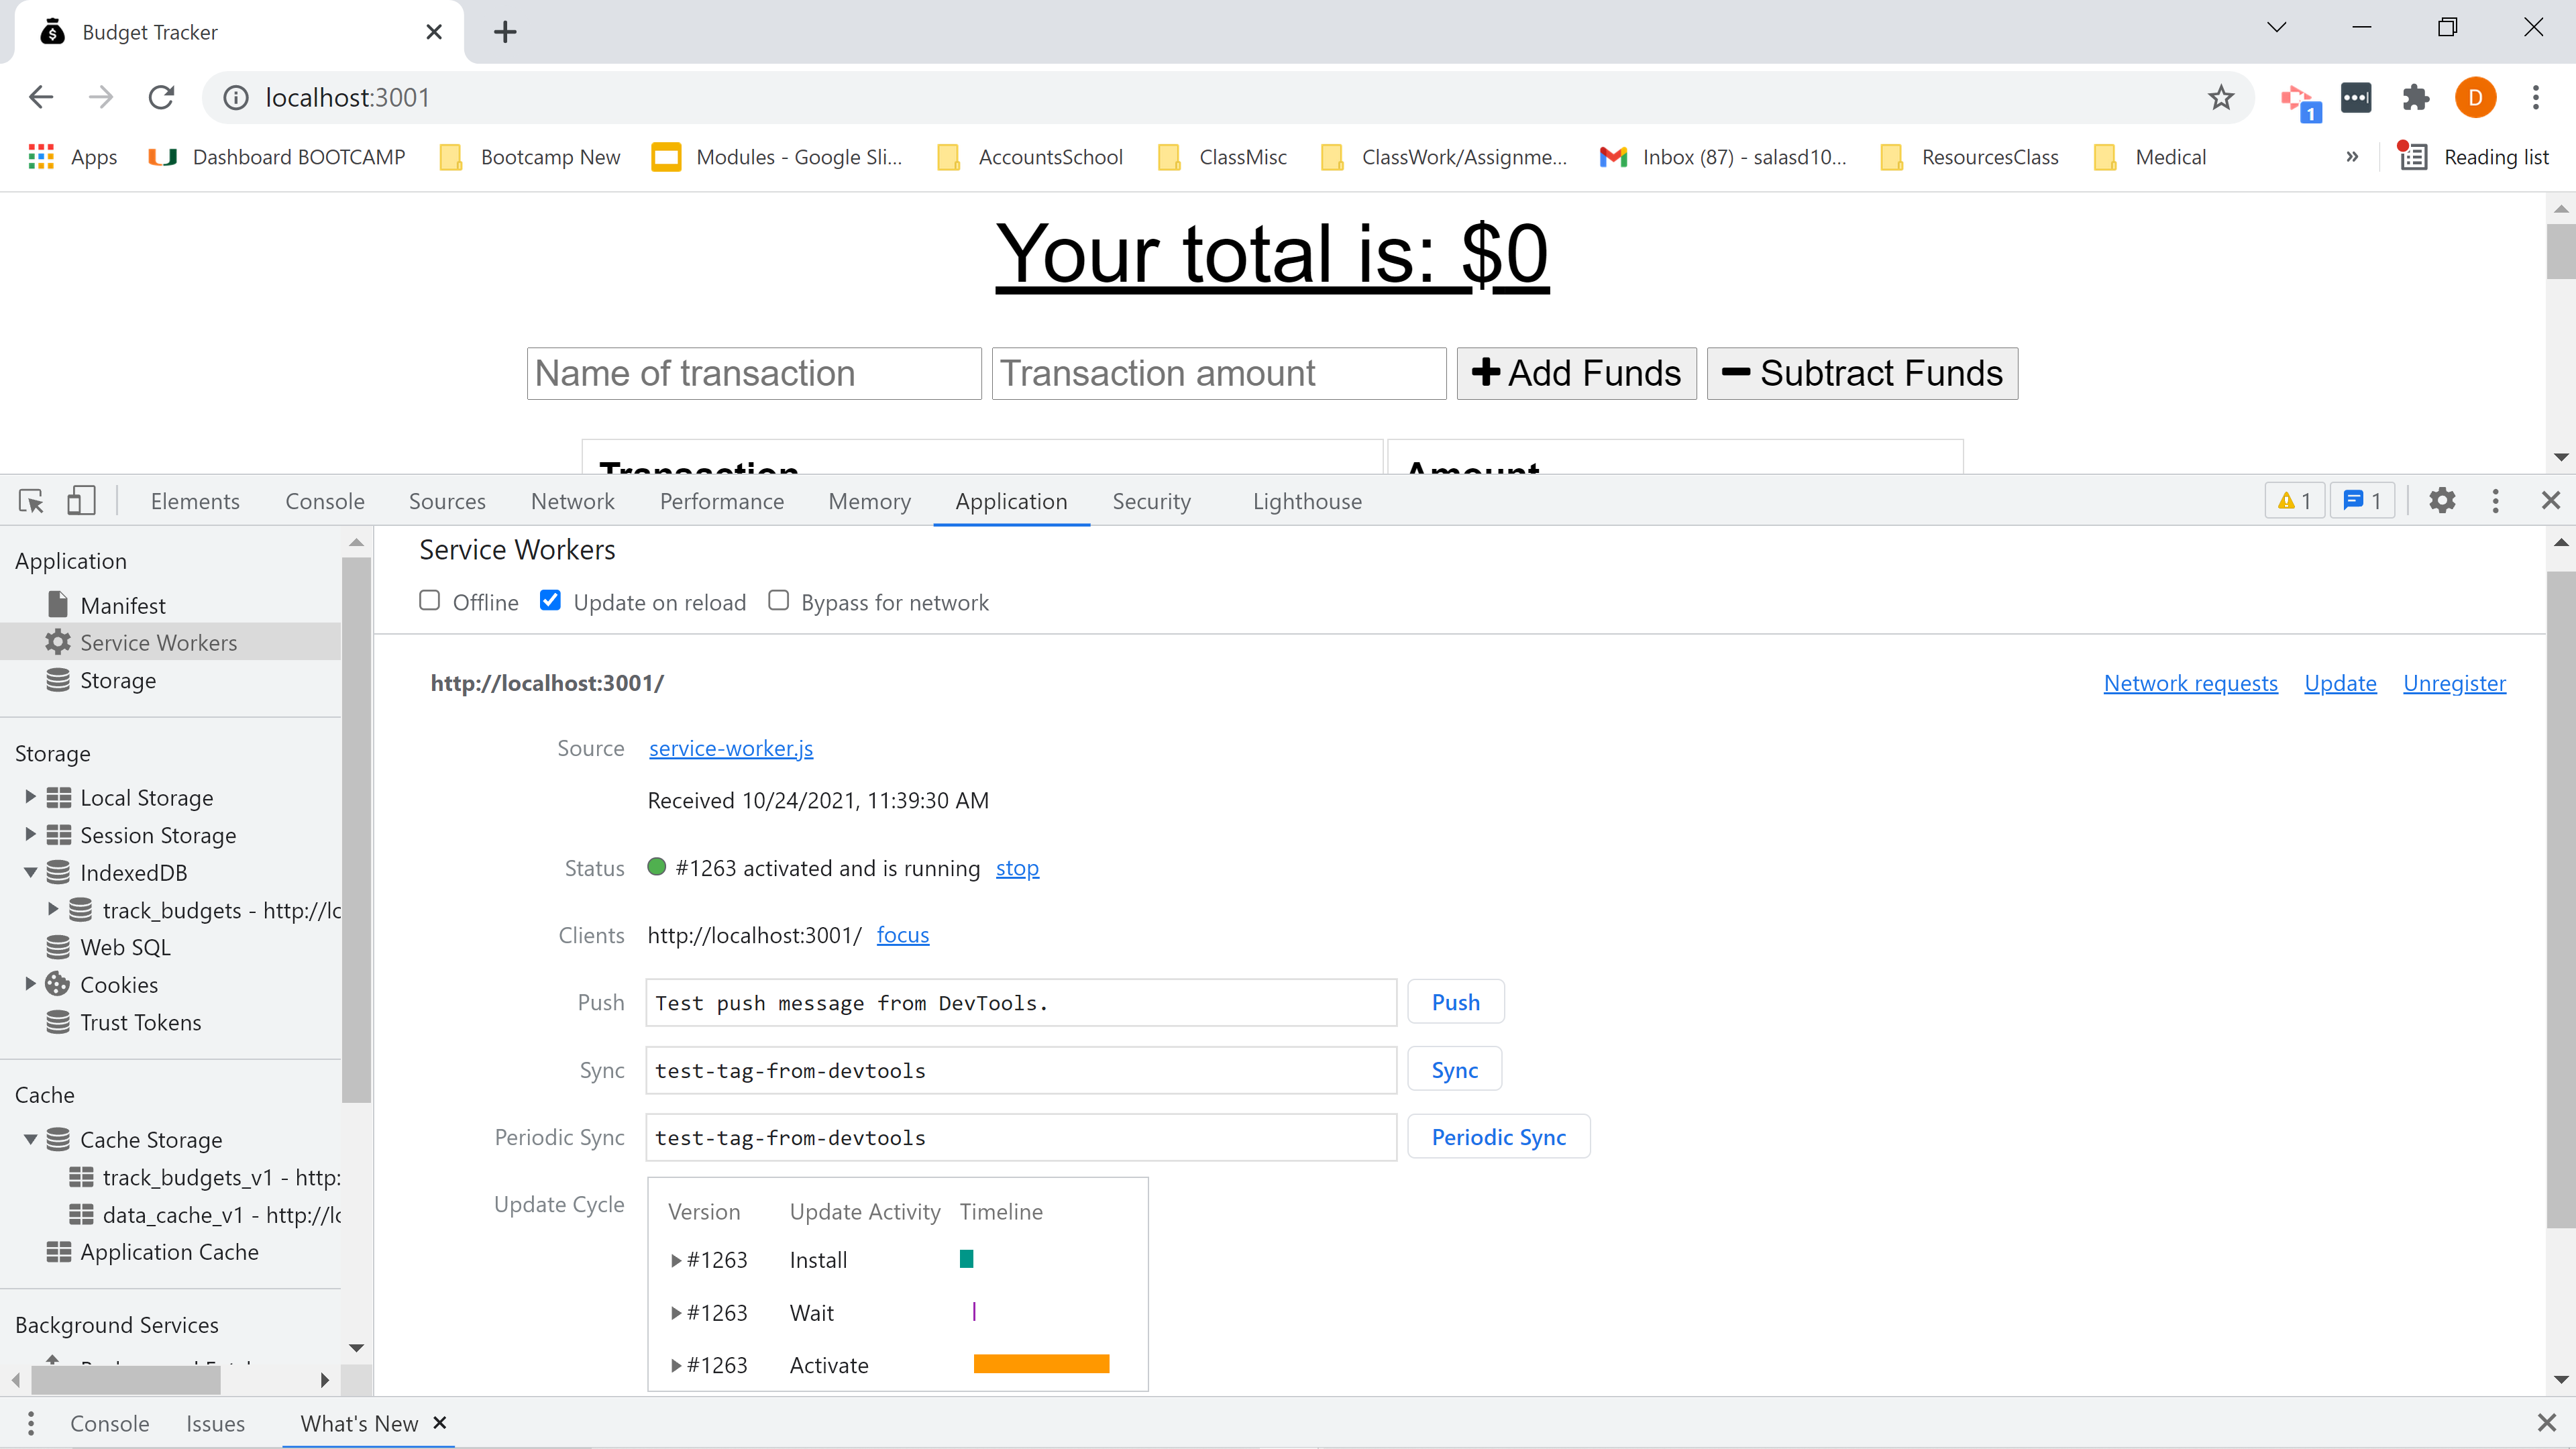 Budget Tracker
localhost:3001
1
D
Apps Dashboard BOOTCAMP Bootcamp New Modules - Google Sli... AccountsSchool ClassMisc ClassWork/Assignme... Inbox (87) - salasd10... ResourcesClass Medical » Reading list
Your total is: $0
Name of transaction Transaction amount Add Funds Subtract Funds
Transaction Amount
Elements Console Sources Network Performance Memory Application Security Lighthouse 1 1
Application
Manifest
Service Workers
Storage
Storage
Local Storage
Session Storage
IndexedDB
track_budgets - http://lc
Web SQL
Cookies
Trust Tokens
Cache
Cache Storage
track_budgets_v1 - http:
data_cache_v1 - http://lc
Application Cache
Background Services
Service Workers
Offline Update on reload Bypass for network
http://localhost:3001/ Network requests Update Unregister
Source service-worker.js
Received 10/24/2021, 11:39:30 AM
Status #1263 activated and is running stop
Clients http://localhost:3001/ focus
Push Test push message from DevTools. Push
Sync test-tag-from-devtools Sync
Periodic Sync test-tag-from-devtools Periodic Sync
Update Cycle Version Update Activity Timeline
#1263 Install
#1263 Wait
#1263 Activate
Console Issues What's New